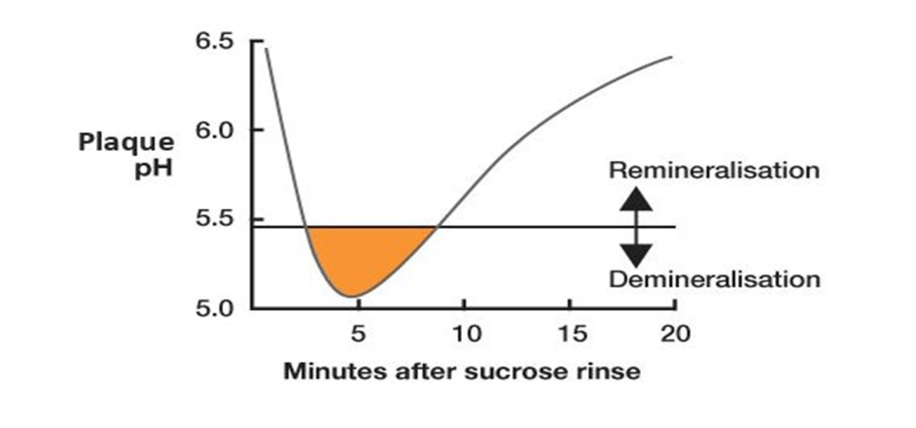 6.5
6.0
Plaque
pH
5.5
5.0
Remineralisation
Demineralisation
5 10 15 20
Minutes after sucrose rinse